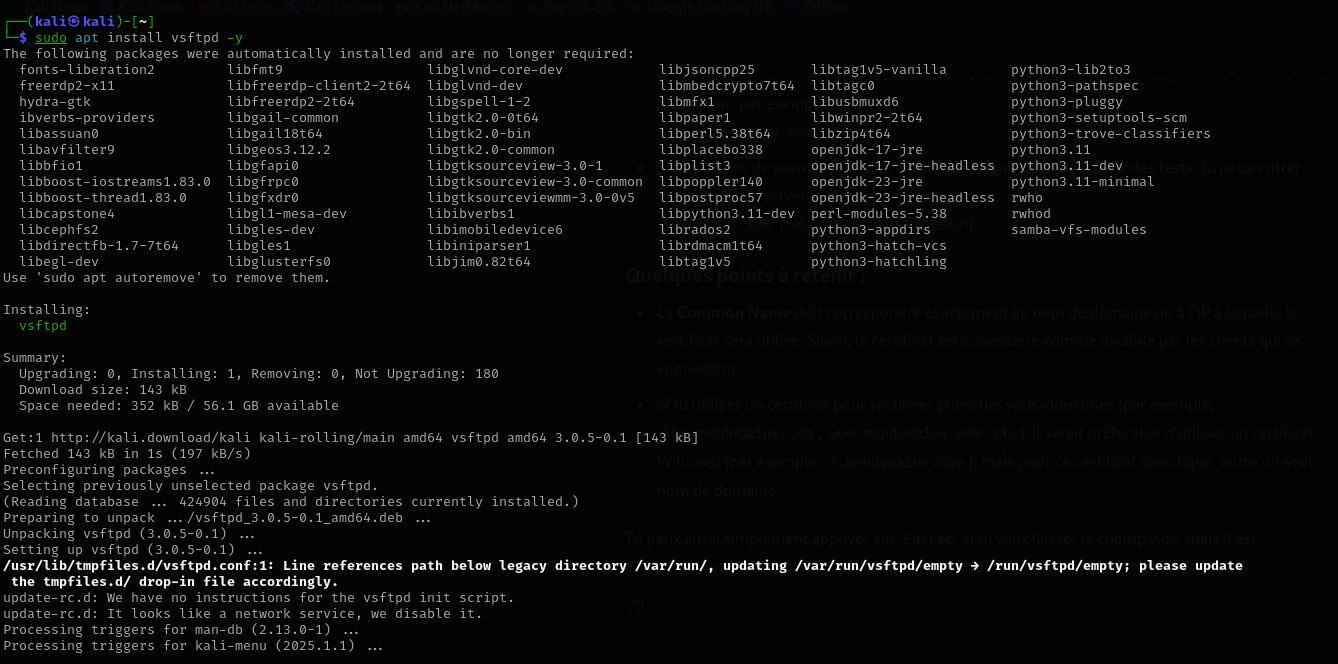 Kali Linux Kali Tools Kali Docs Kali Forums Kali NetHunter Exploit-DB Google Hacking DB OffSec
┌──(kali㉿kali)-[~]
└─$ sudo apt install vsftpd -y
The following packages were automatically installed and are no longer required:
fonts-liberation2 libfmt9 libglvnd-core-dev libjsoncpp25 libtag1v5-vanilla python3-lib2to3
freerdp2-x11 libfreerdp-client2-2t64 libglvnd-dev libmbedcrypto7t64 libtagc0 python3-pathspec
hydra-gtk libfreerdp2-2t64 libgspell-1-2 libmfx1 libusbmuxd6 python3-pluggy
ibverbs-providers libgail-common libgtk2.0-0t64 libpaper1 libwinpr2-2t64 python3-setuptools-scm
libassuan0 libgail18t64 libgtk2.0-bin libperl5.38t64 libzip4t64 python3-trove-classifiers
libavfilter9 libgeos3.12.2 libgtk2.0-common libplacebo338 openjdk-17-jre python3.11
libbfio1 libgfapi0 libgtksourceview-3.0-1 libplist3 openjdk-17-jre-headless python3.11-dev
libboost-iostreams1.83.0 libgfrpc0 libgtksourceview-3.0-common libpoppler140 openjdk-23-jre python3.11-minimal
libboost-thread1.83.0 libgfxdr0 libgtksourceviewmm-3.0-0v5 libpostproc57 openjdk-23-jre-headless rwho
libcapstone4 libgl1-mesa-dev libibverbs1 libpython3.11-dev perl-modules-5.38 rwhod
libcephfs2 libgles-dev libimobiledevice6 librados2 python3-appdirs samba-vfs-modules
libdirectfb-1.7-7t64 libgles1 libiniparser1 librdmacm1t64 python3-hatch-vcs
libegl-dev libglusterfs0 libjim0.82t64 libtag1v5 python3-hatchling
Use 'sudo apt autoremove' to remove them.
Quelques points à retenir :
Installing:
vsftpd
Le Common Name doit correspondre exactement au nom de domaine ou à l'IP à laquelle le
certificat sera utilisé. Sinon, le certificat sera considéré comme invalide par les clients qui se
connectent.
Summary:
Upgrading: 0, Installing: 1, Removing: 0, Not Upgrading: 180
Download size: 143 kB
Space needed: 352 kB / 56.1 GB available
Si tu utilises un certificat pour sécuriser plusieurs sous-domaines (par exemple,
www.mondomaine.com, etc.), il serait préférable d'utiliser un certificat
Wildcard (par exemple, *.mondomaine.com), mais pour ce certificat spécifique, entre un seul
nom de domaine.
Get:1 http://kali.download/kali kali-rolling/main amd64 vsftpd amd64 3.0.5-0.1 [143 kB]
Fetched 143 kB in 1s (197 kB/s)
Preconfiguring packages ...
Selecting previously unselected package vsftpd.
(Reading database ... 424904 files and directories currently installed.)
Preparing to unpack .../vsftpd_3.0.5-0.1_amd64.deb ...
Unpacking vsftpd (3.0.5-0.1) ...
Setting up vsftpd (3.0.5-0.1) ...
Tu peux aussi simplement appuyer sur Entrée si tu veux laisser le champ vide, mais il est
/usr/lib/tmpfiles.d/vsftpd.conf:1: Line references path below legacy directory /var/run/, updating /var/run/vsftpd/empty → /run/vsftpd/empty; please update
the tmpfiles.d/ drop-in file accordingly.
update-rc.d: We have no instructions for the vsftpd init script.
update-rc.d: It looks like a network service, we disable it.
Processing triggers for man-db (2.13.0-1) ...
Processing triggers for kali-menu (2025.1.1) ...